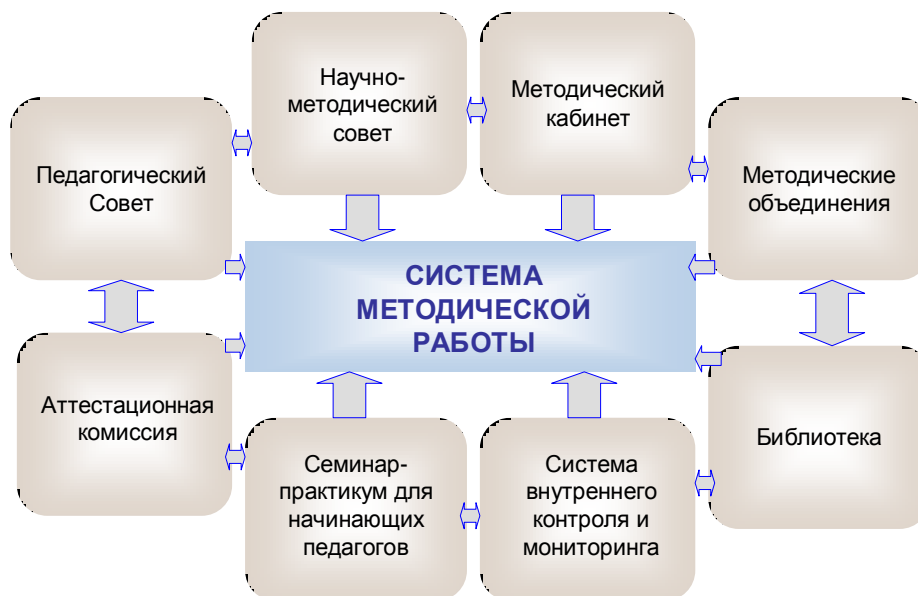 Научно-
методический
совет
Методический
кабинет
Педагогический
Совет
Методические
объединения
СИСТЕМА
МЕТОДИЧЕСКОЙ
РАБОТЫ
Аттестационная
комиссия
Библиотека
Семинар-
практикум для
начинающих
педагогов
Система
внутреннего
контроля и
мониторинга